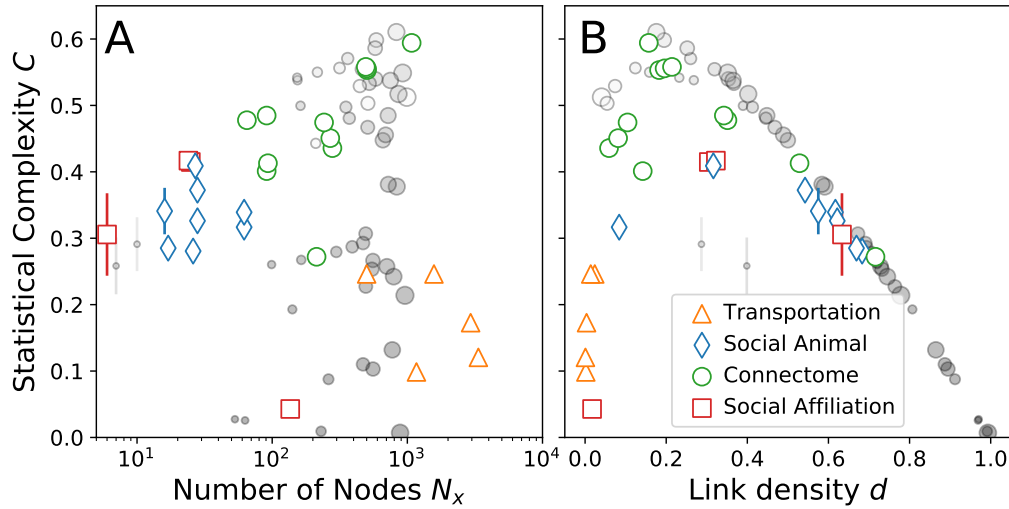 A
B
Statistical Complexity C
0.6
0.5
0.4
0.3
0.2
0.1
0.0
10^1
10^2
10^3
10^4
Number of Nodes N_x
0.0
0.2
0.4
0.6
0.8
1.0
Link density d
Transportation
Social Animal
Connectome
Social Affiliation